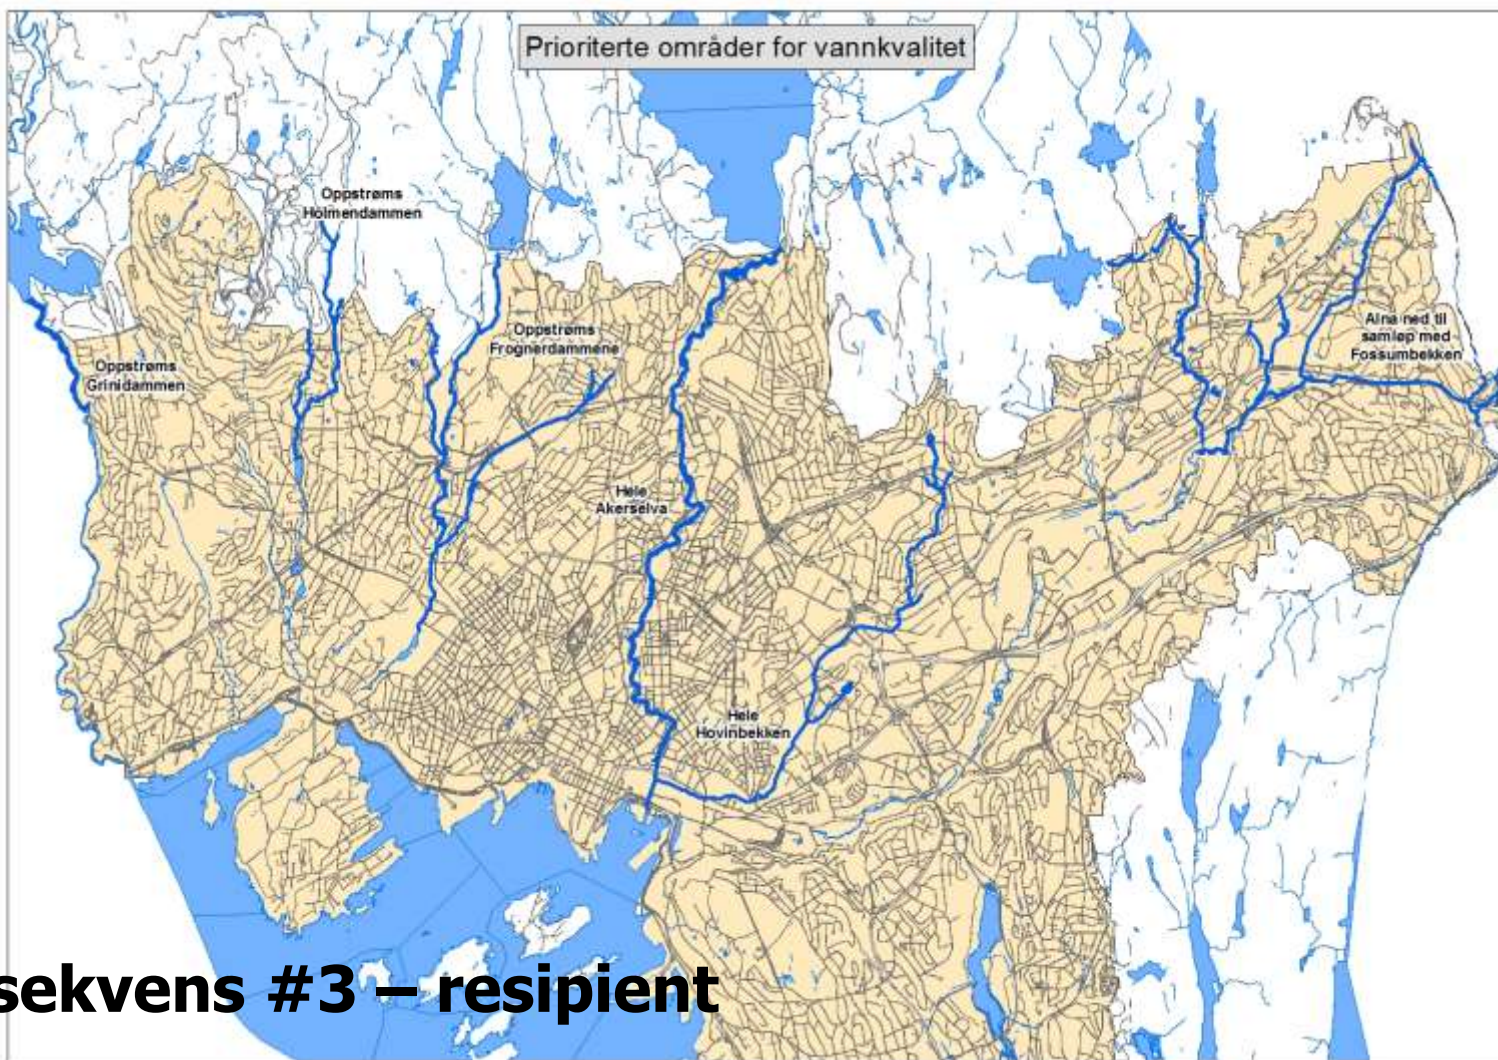 Prioriterte områder for vannkvalitet
Oppstrøms
Holmendammen
Oppstrøms
Frognerdammene
Alna ned til
samløp med
Fossumbekken
Oppstrøms
Grinidammen
Hele
Akerselva
Hele
Hovinbekken
sekvens #3 – resipient